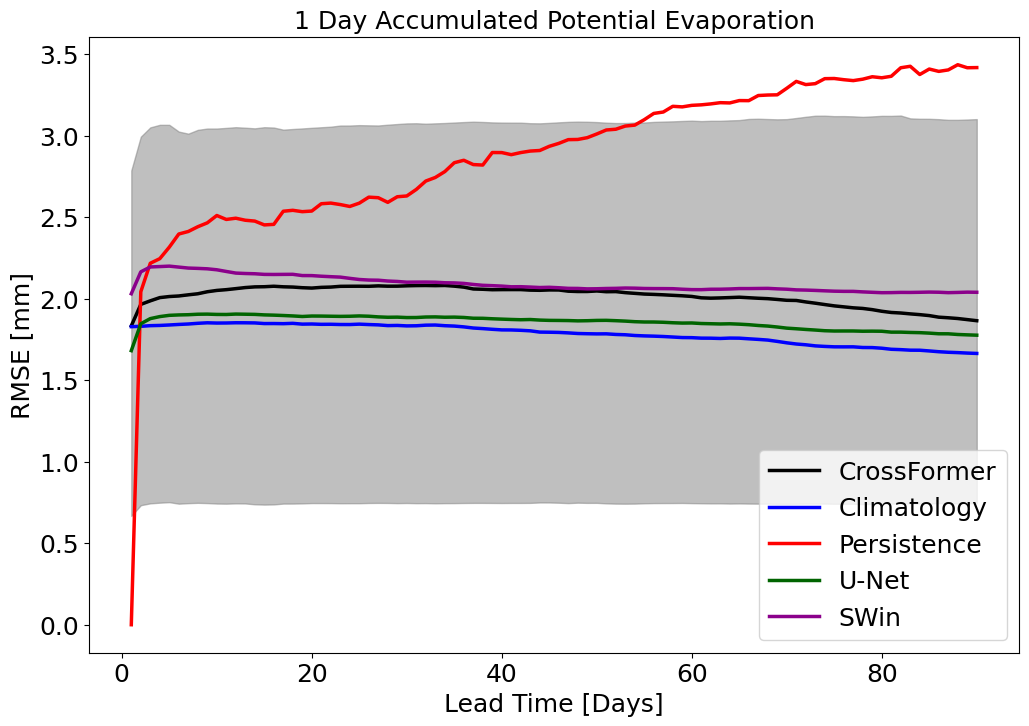 1 Day Accumulated Potential Evaporation
RMSE [mm]
3.5
3.0
2.5
2.0
1.5
1.0
0.5
0.0
CrossFormer
Climatology
Persistence
U-Net
SWin
0 20 40 60 80
Lead Time [Days]